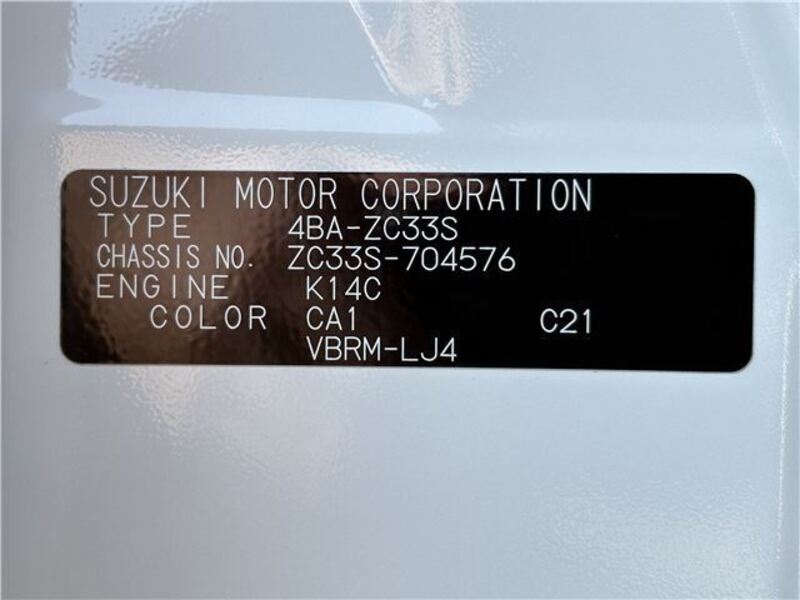 SUZUKI MOTOR CORPORATION
TYPE 4BA-ZC33S
CHASSIS NO. ZC33S-704576
ENGINE K14C
COLOR CA1 C21
VBRM-LJ4